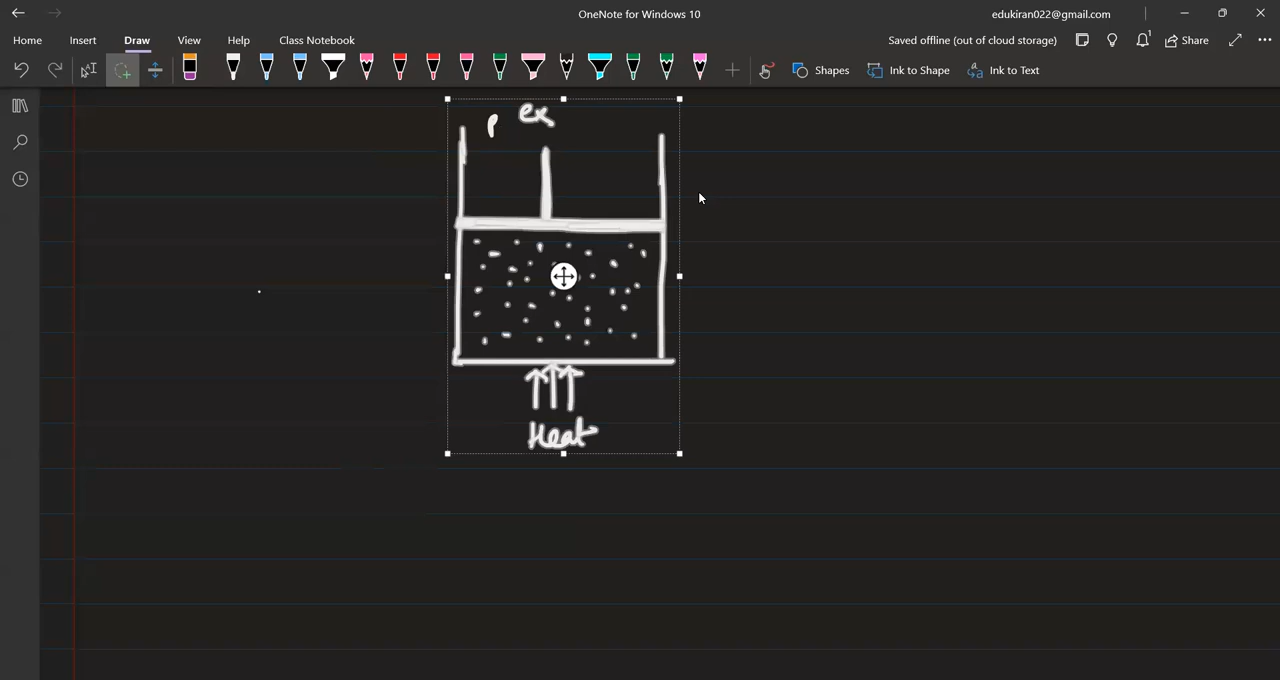 OneNote for Windows 10
edukiran022@gmail.com
Home Insert Draw View Help Class Notebook
Saved offline (out of cloud storage)
1
Share
Shapes Ink to Shape Ink to Text
P ex
Heat